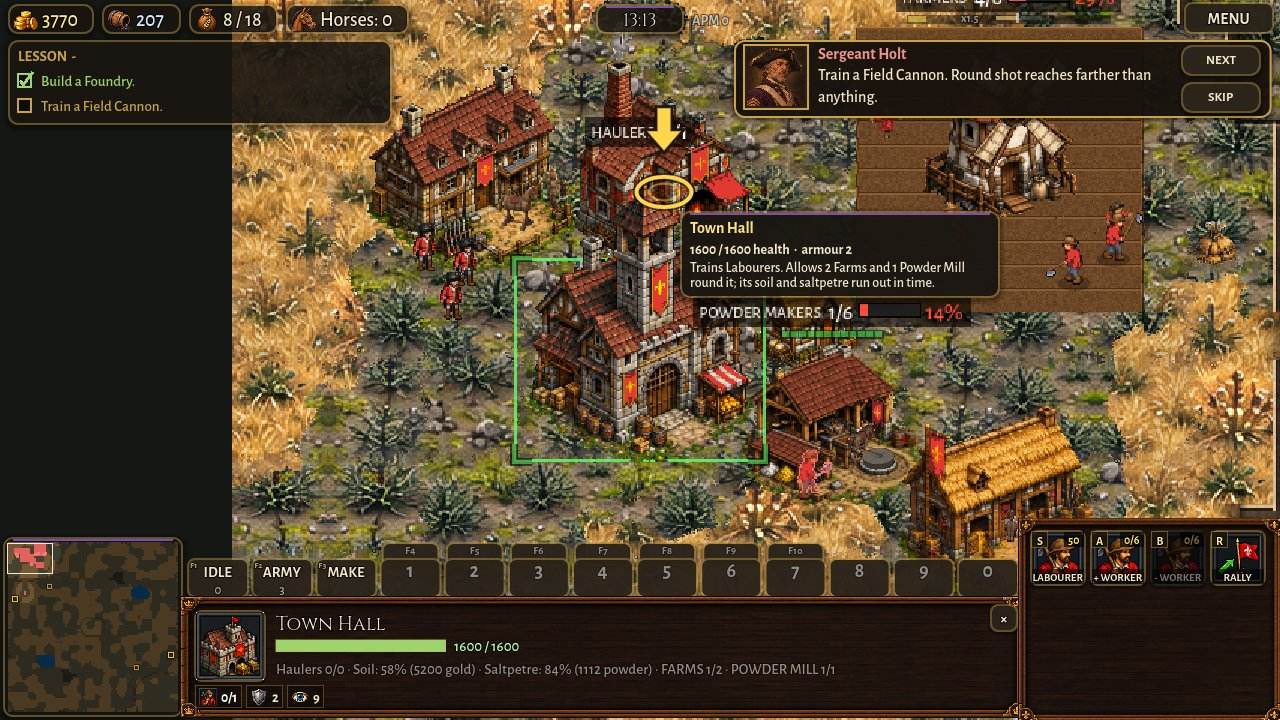 3770
207
8 / 18
Horses: 0
13:13
APM 0
x1.5
MENU
LESSON -
Build a Foundry.
Train a Field Cannon.
Sergeant Holt
Train a Field Cannon. Round shot reaches farther than
anything.
NEXT
SKIP
Town Hall
1600 / 1600 health · armour 2
Trains Labourers. Allows 2 Farms and 1 Powder Mill
round it; its soil and saltpetre run out in time.
POWDER MAKERS 1/6 14%
F1 IDLE 0
F2 ARMY 3
F3 MAKE
F4 1
F5 2
F6 3
F7 4
F8 5
F9 6
F10 7
8
9
0
TOWN HALL
1600 / 1600
Haulers 0/0 · Soil: 58% (5200 gold) · Saltpetre: 84% (1112 powder) · FARMS 1/2 · POWDER MILL 1/1
0/1
2
9
×
S 50 LABOURER
A 0/6 + WORKER
B 0/6 - WORKER
R RALLY